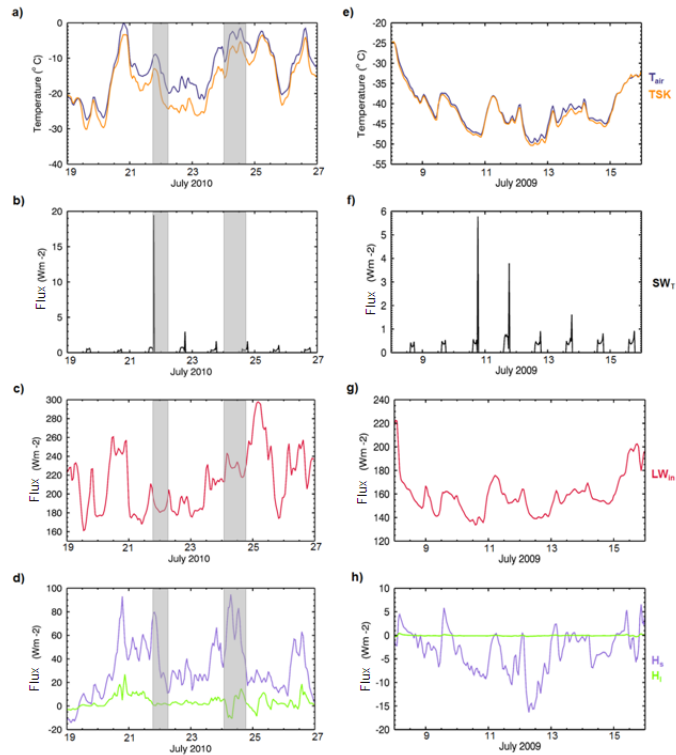 a)
Temperature (° C)
0
-10
-20
-30
-40
19 21 23 25 27
July 2010
e)
Temperature (° C)
-20
-25
-30
-35
-40
-45
-50
-55
9 11 13 15
July 2009
T air
TSK
b)
Flux (Wm -2)
20
15
10
5
0
19 21 23 25 27
July 2010
f)
Flux (Wm -2)
6
5
4
3
2
1
0
9 11 13 15
July 2009
SW T
c)
Flux (Wm -2)
300
280
260
240
220
200
180
160
19 21 23 25 27
July 2010
g)
Flux (Wm -2)
240
220
200
180
160
140
120
9 11 13 15
July 2009
LW in
d)
Flux (Wm -2)
100
80
60
40
20
0
-20
19 21 23 25 27
July 2010
h)
Flux (Wm -2)
10
5
0
-5
-10
-15
-20
9 11 13 15
July 2009
H s
H l